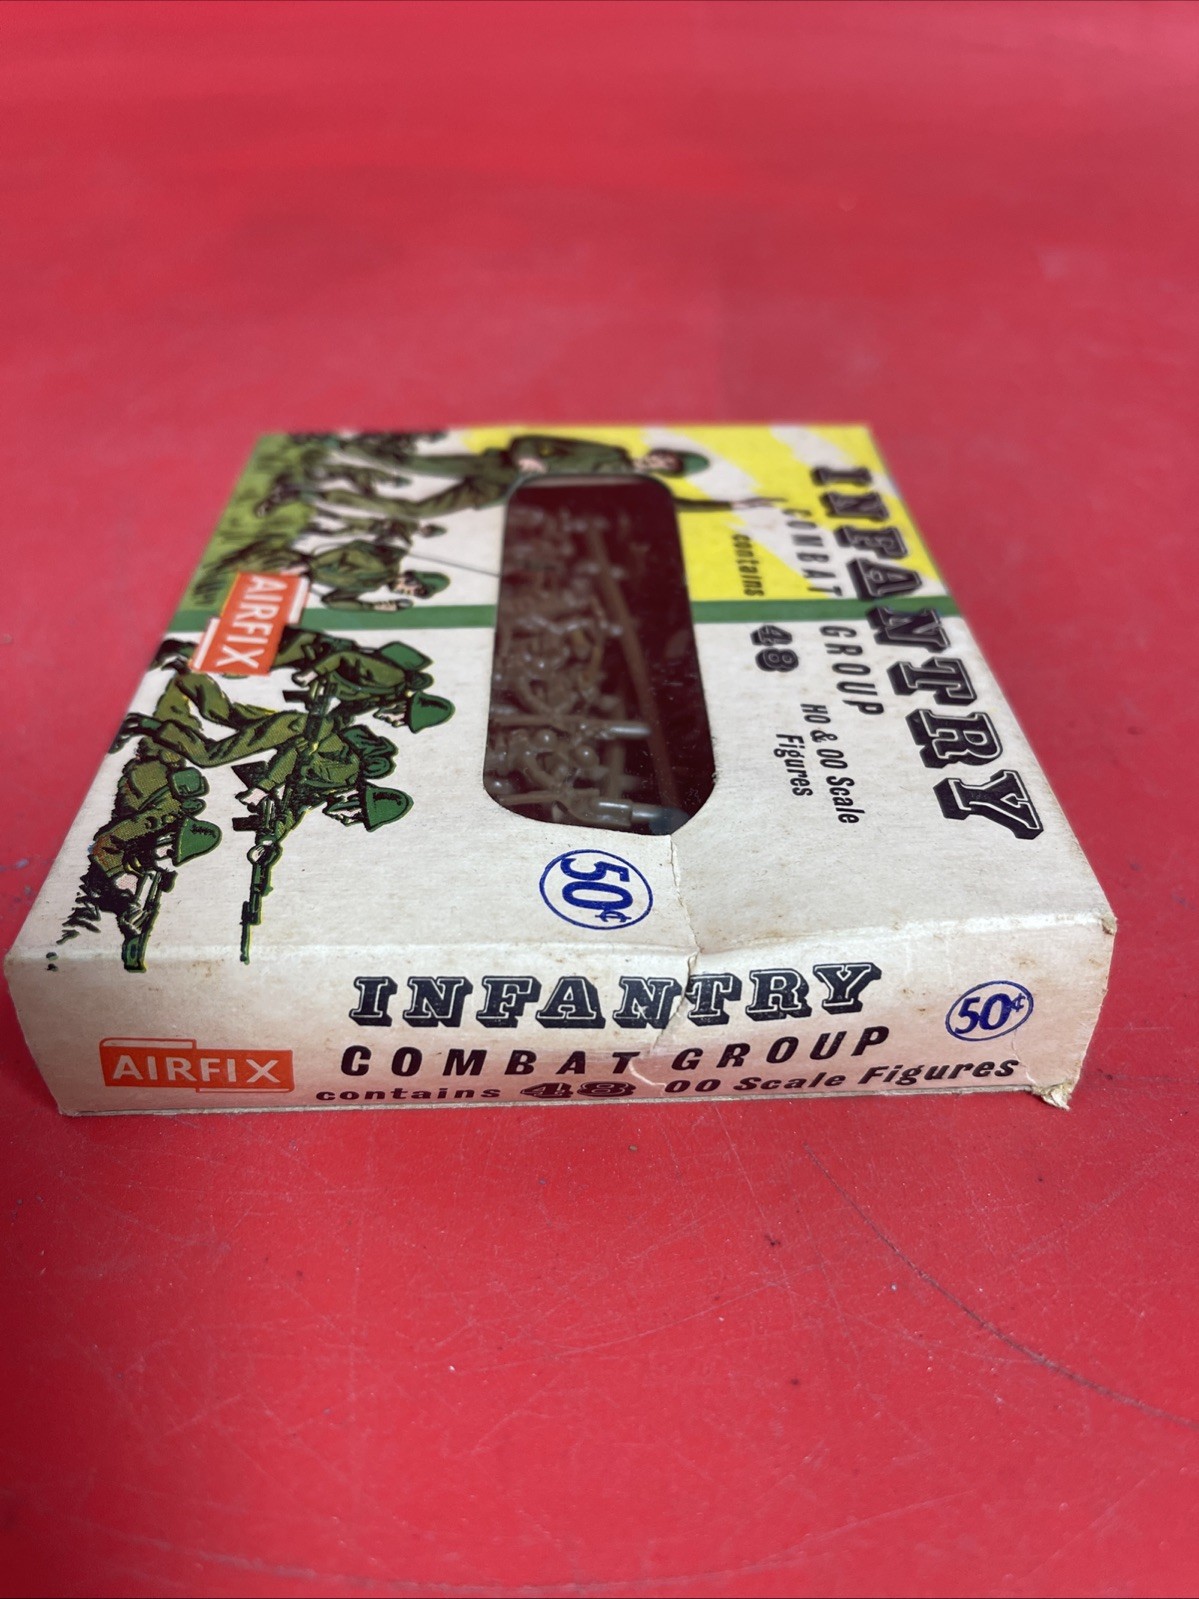 INFANTRY
COMBAT GROUP
contains 48 HO & OO Scale
Figures
AIRFIX
50¢
INFANTRY
50¢
AIRFIX
COMBAT GROUP
contains 48 OO Scale Figures